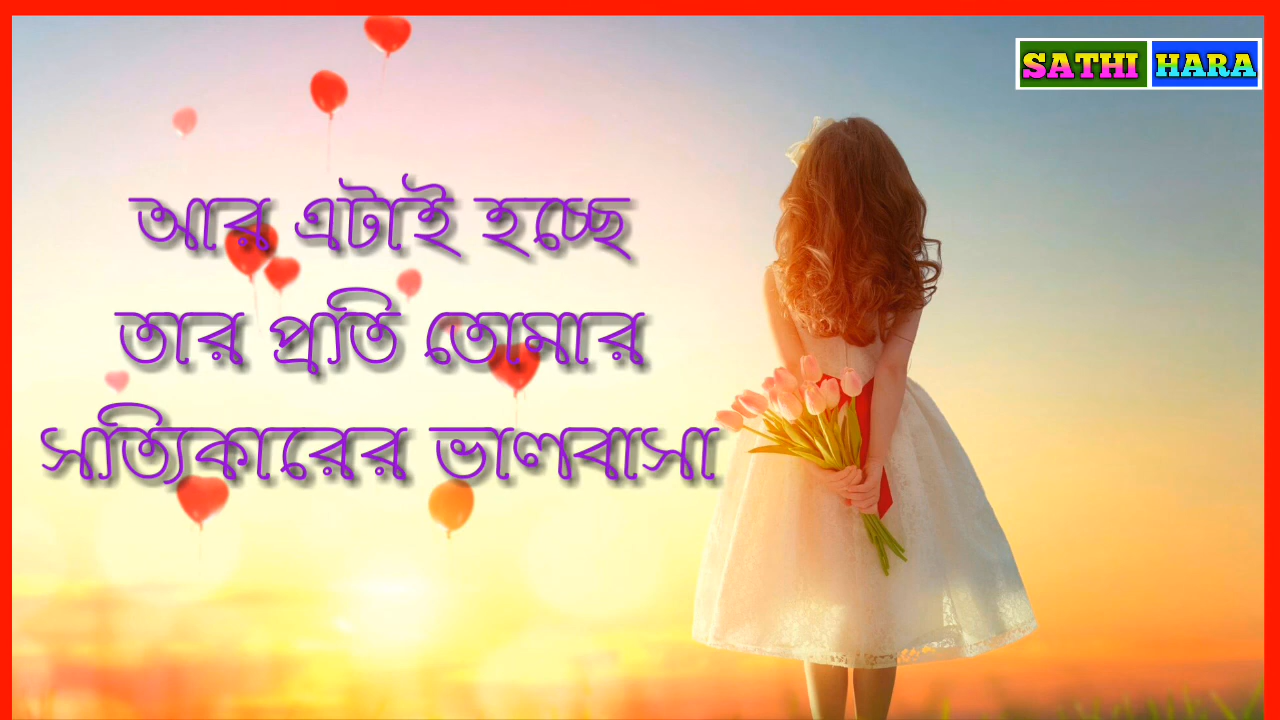 SATHI HARA
আর এটাই হচ্ছে
তার প্রতি তোমার
সত্যিকারের ভালবাসা